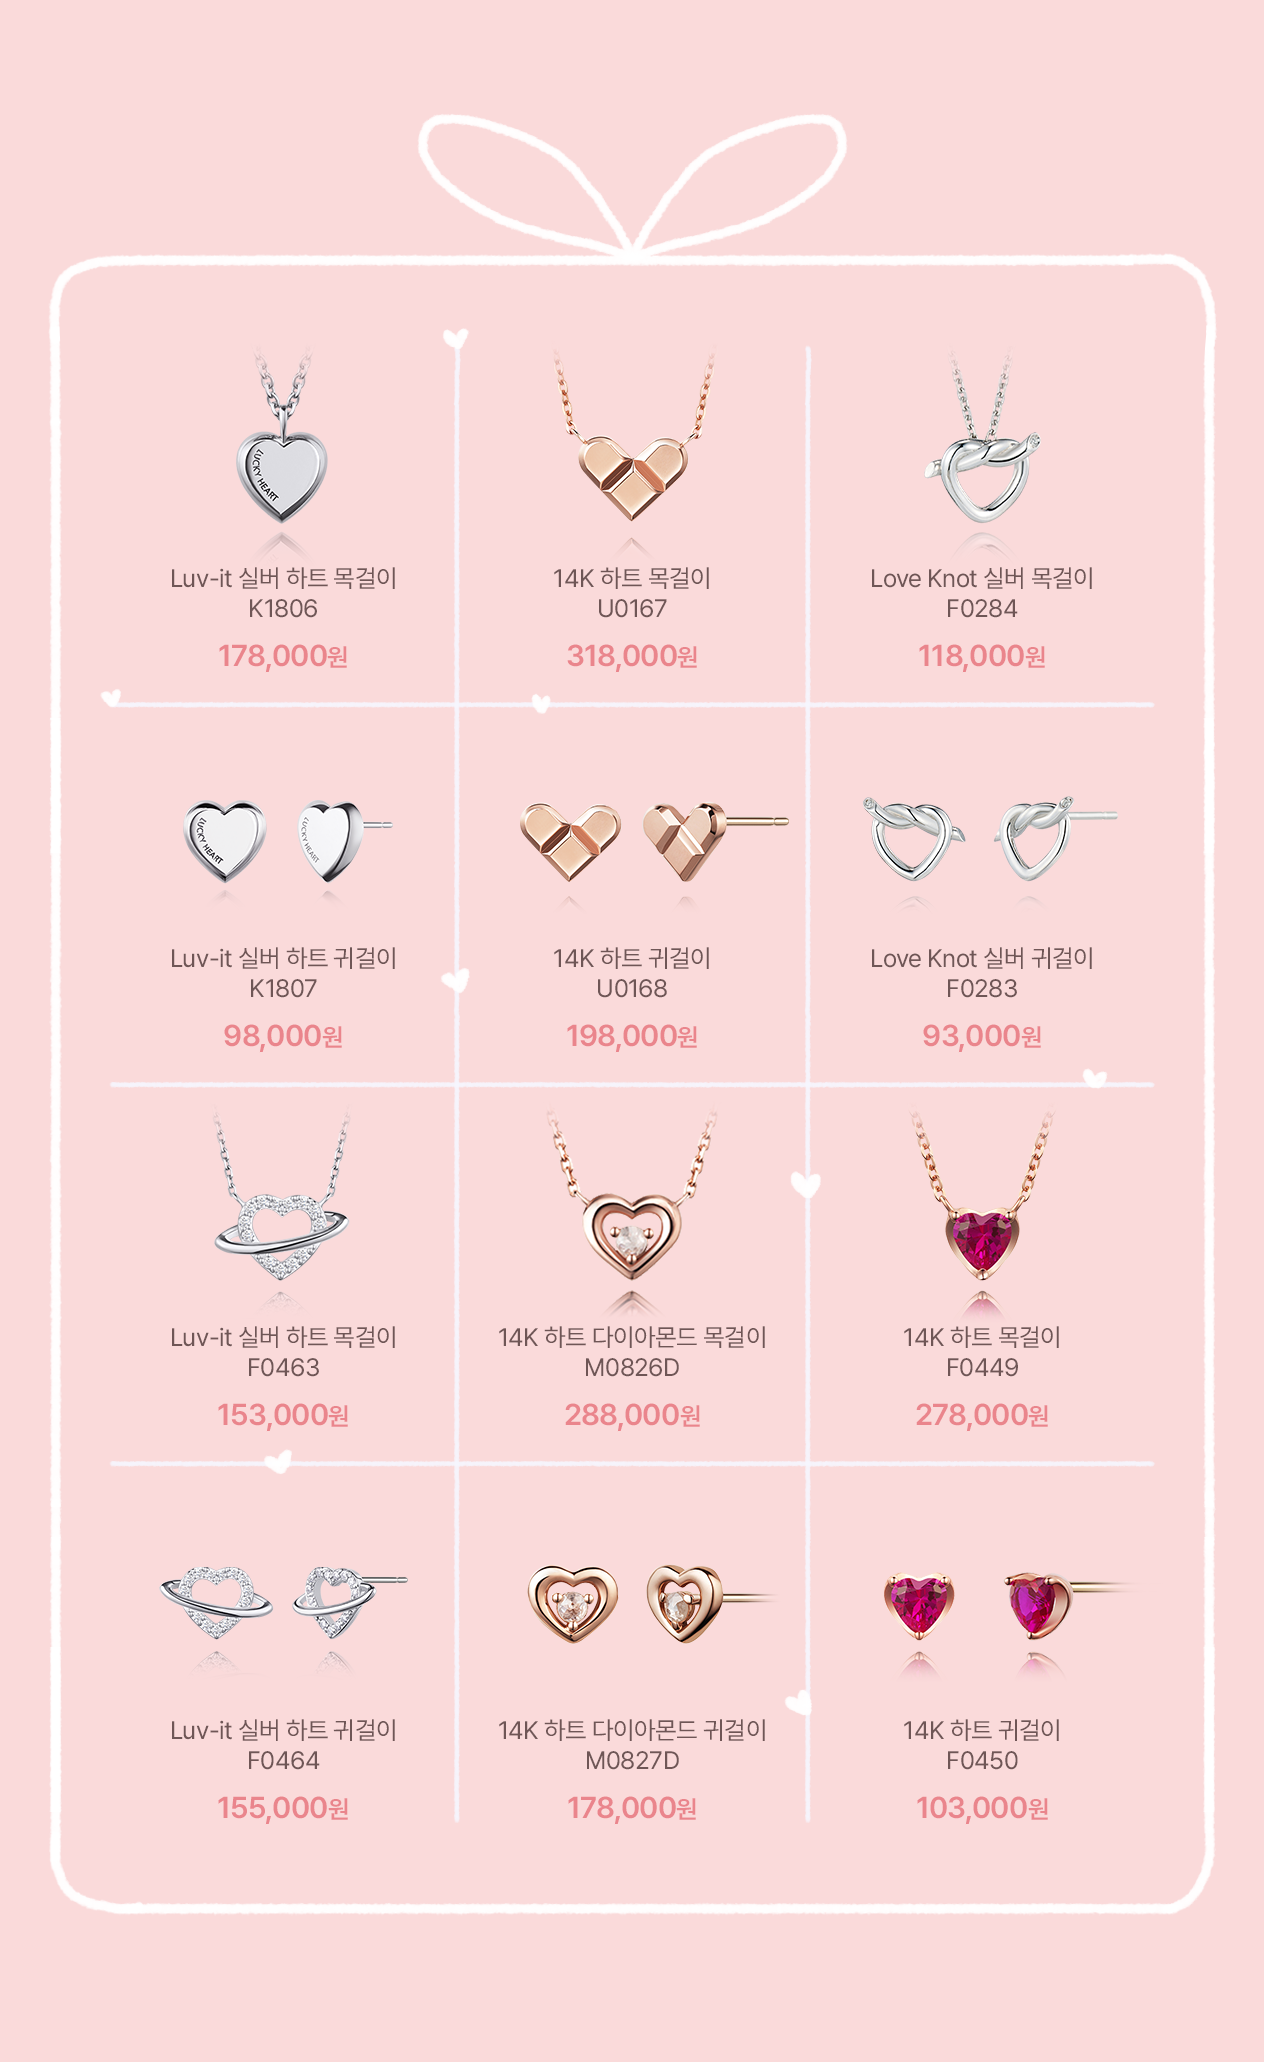 LUCKY HEART
Luv-it 실버 하트 목걸이
K1806
178,000원
14K 하트 목걸이
U0167
318,000원
Love Knot 실버 목걸이
F0284
118,000원
LUCKY HEART
LUCKY HEART
Luv-it 실버 하트 귀걸이
K1807
98,000원
14K 하트 귀걸이
U0168
198,000원
Love Knot 실버 귀걸이
F0283
93,000원
Luv-it 실버 하트 목걸이
F0463
153,000원
14K 하트 다이아몬드 목걸이
M0826D
288,000원
14K 하트 목걸이
F0449
278,000원
Luv-it 실버 하트 귀걸이
F0464
155,000원
14K 하트 다이아몬드 귀걸이
M0827D
178,000원
14K 하트 귀걸이
F0450
103,000원